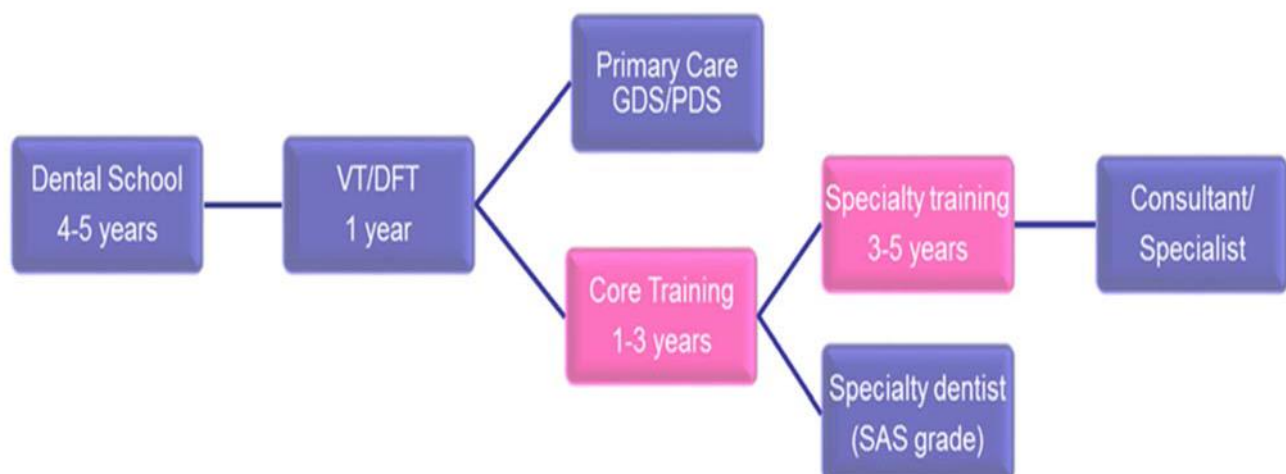 Dental School
4-5 years
VT/DFT
1 year
Primary Care
GDS/PDS
Core Training
1-3 years
Specialty training
3-5 years
Specialty dentist
(SAS grade)
Consultant/
Specialist